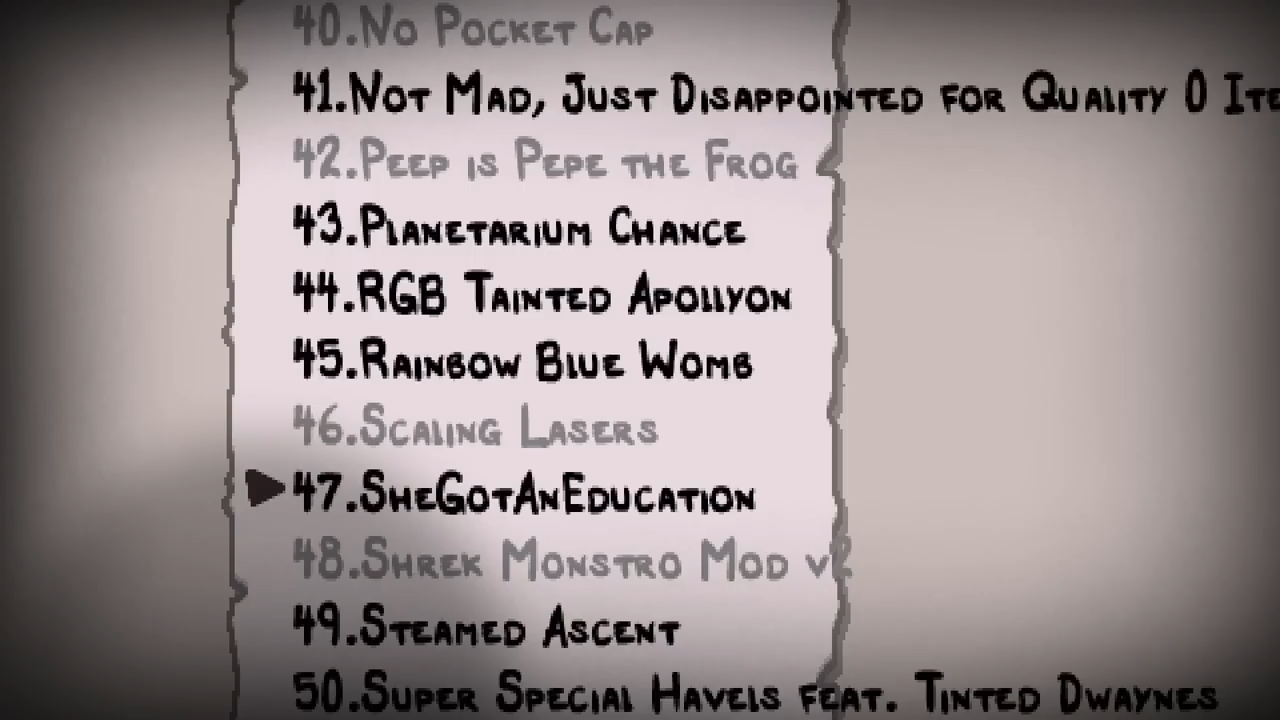 40.No Pocket Cap
41.Not Mad, Just Disappointed for Quality 0
42.Peep is Pepe the Frog
43.Planetarium Chance
44.RGB Tainted Apollyon
45.Rainbow Blue Womb
46.Scaling Lasers
47.SheGotAnEducation
48.Shrek Monstro Mod v2
49.Steamed Ascent
50.Super Special Havels feat. Tinted Dwaynes